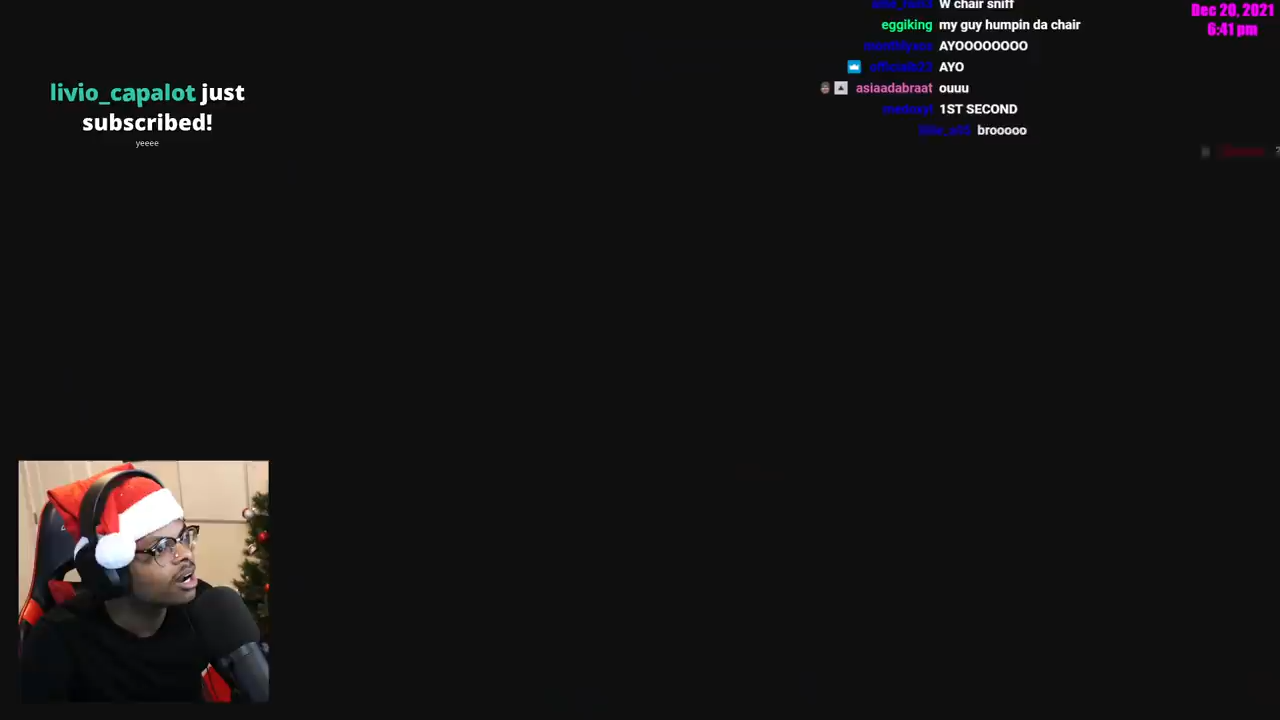 livio_capalot just
subscribed!
yeeee
W chair sniff
eggiking my guy humpin da chair
AYOOOOOOOO
AYO
asiaadabraat ouuu
1ST SECOND
brooooo
Dec 20, 2021
6:41 pm